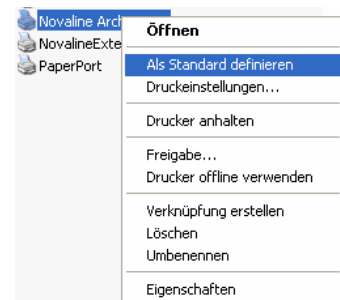 Novaline Arch
NovalineExte
PaperPort
Öffnen
Als Standard definieren
Druckeinstellungen...
Drucker anhalten
Freigabe...
Drucker offline verwenden
Verknüpfung erstellen
Löschen
Umbenennen
Eigenschaften